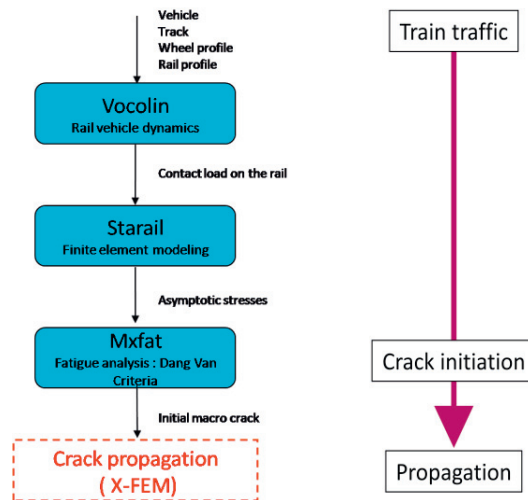 Vehicle
Track
Wheel profile
Rail profile
Vocolin
Rail vehicle dynamics
Contact load on the rail
Starail
Finite element modeling
Asymptotic stresses
Mxfat
Fatigue analysis : Dang Van
Criteria
Initial macro crack
Crack propagation
( X-FEM)
Train traffic
Crack initiation
Propagation